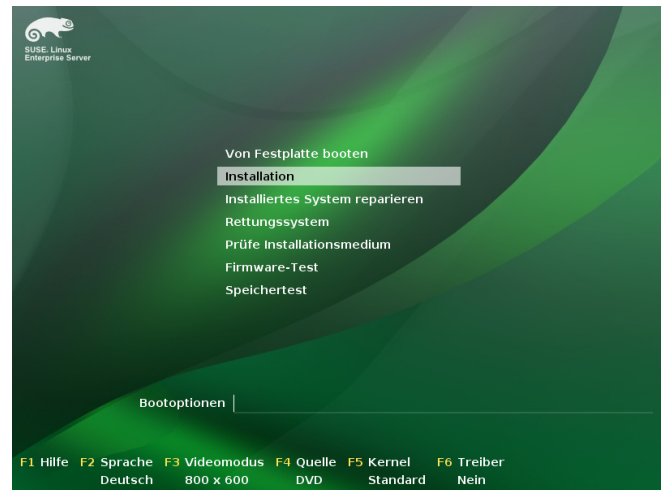 SUSE. Linux
Enterprise Server
Von Festplatte booten
Installation
Installiertes System reparieren
Rettungssystem
Prüfe Installationsmedium
Firmware-Test
Speichertest
Bootoptionen
F1 Hilfe F2 Sprache F3 Videomodus F4 Quelle F5 Kernel F6 Treiber
Deutsch 800 x 600 DVD Standard Nein